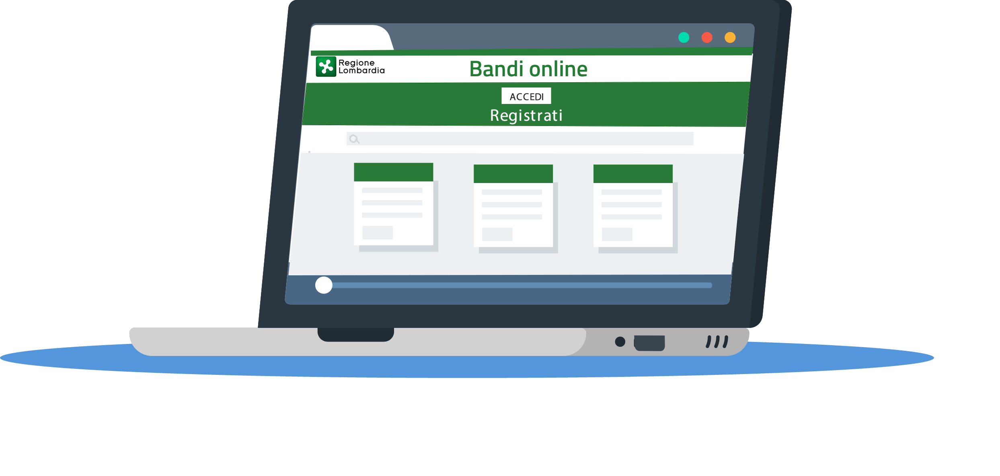 Regione
Lombardia
Bandi online
ACCEDI
Registrati